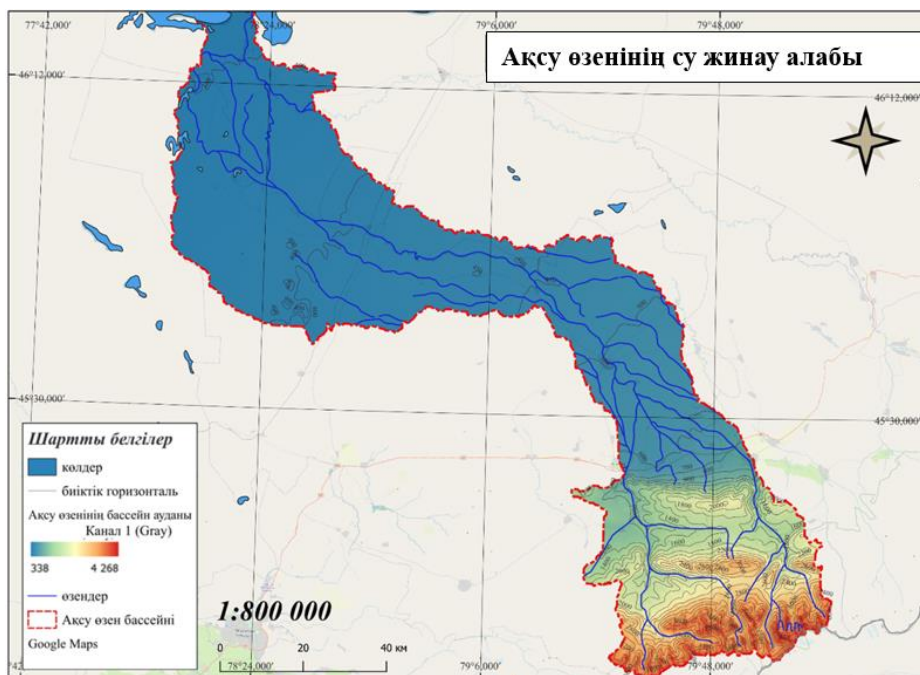 77°42,000′ 78°24,000′ 79°6,000′ 79°48,000′
Ақсу өзенінің су жинау алабы
46°12,000′ 46°12,000′
45°30,000′ 45°30,000′
Шартты белгілер
көлдер
биіктік горизонталь
Ақсу өзенінің бассейн ауданы
Канал 1 (Gray)
338 4 268
өзендер
Ақсу өзен бассейні
Google Maps
1:800 000
0 20 40 км
78°24,000′ 79°6,000′ 79°48,000′